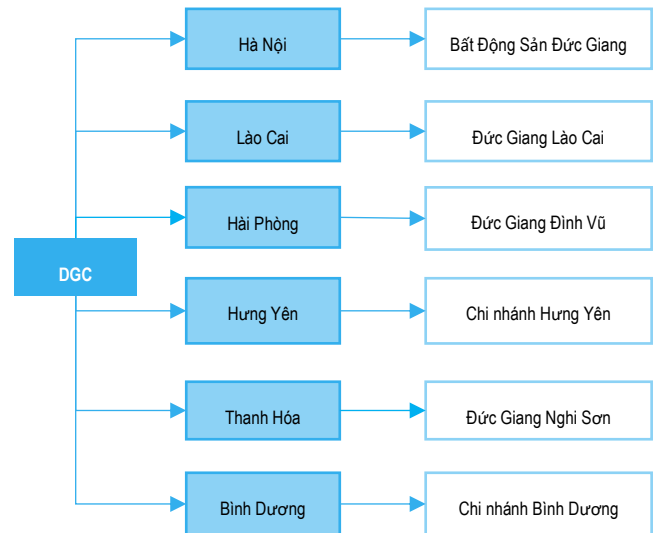 Hà Nội
Bất Động Sản Đức Giang
Lào Cai
Đức Giang Lào Cai
Hài Phòng
Đức Giang Đình Vũ
DGC
Hưng Yên
Chi nhánh Hưng Yên
Thanh Hóa
Đức Giang Nghi Sơn
Bình Dương
Chi nhánh Bình Dương